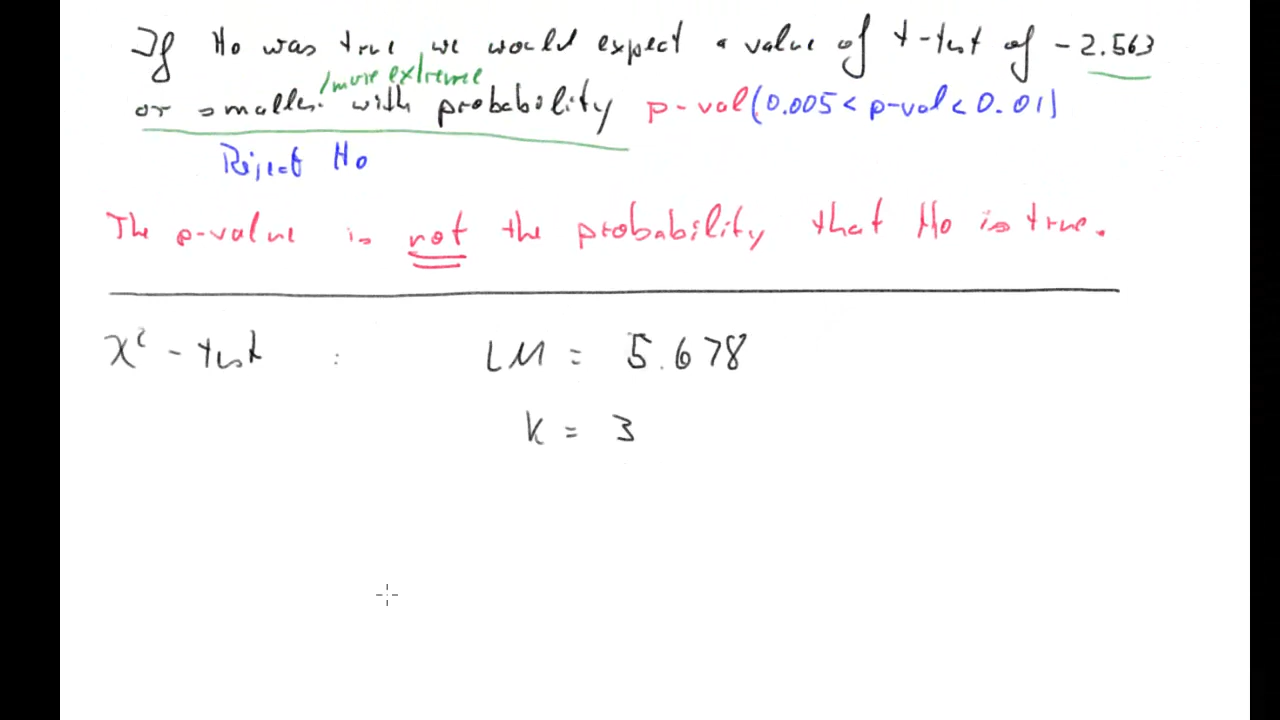 If Ho was true we would expect a value of t-test of -2.563
/more extreme
or smaller with probability p-val (0.005 < p-val < 0.01)
Reject Ho
The p-value is not the probability that Ho is true.
χ² - test : LM = 5.678
k = 3